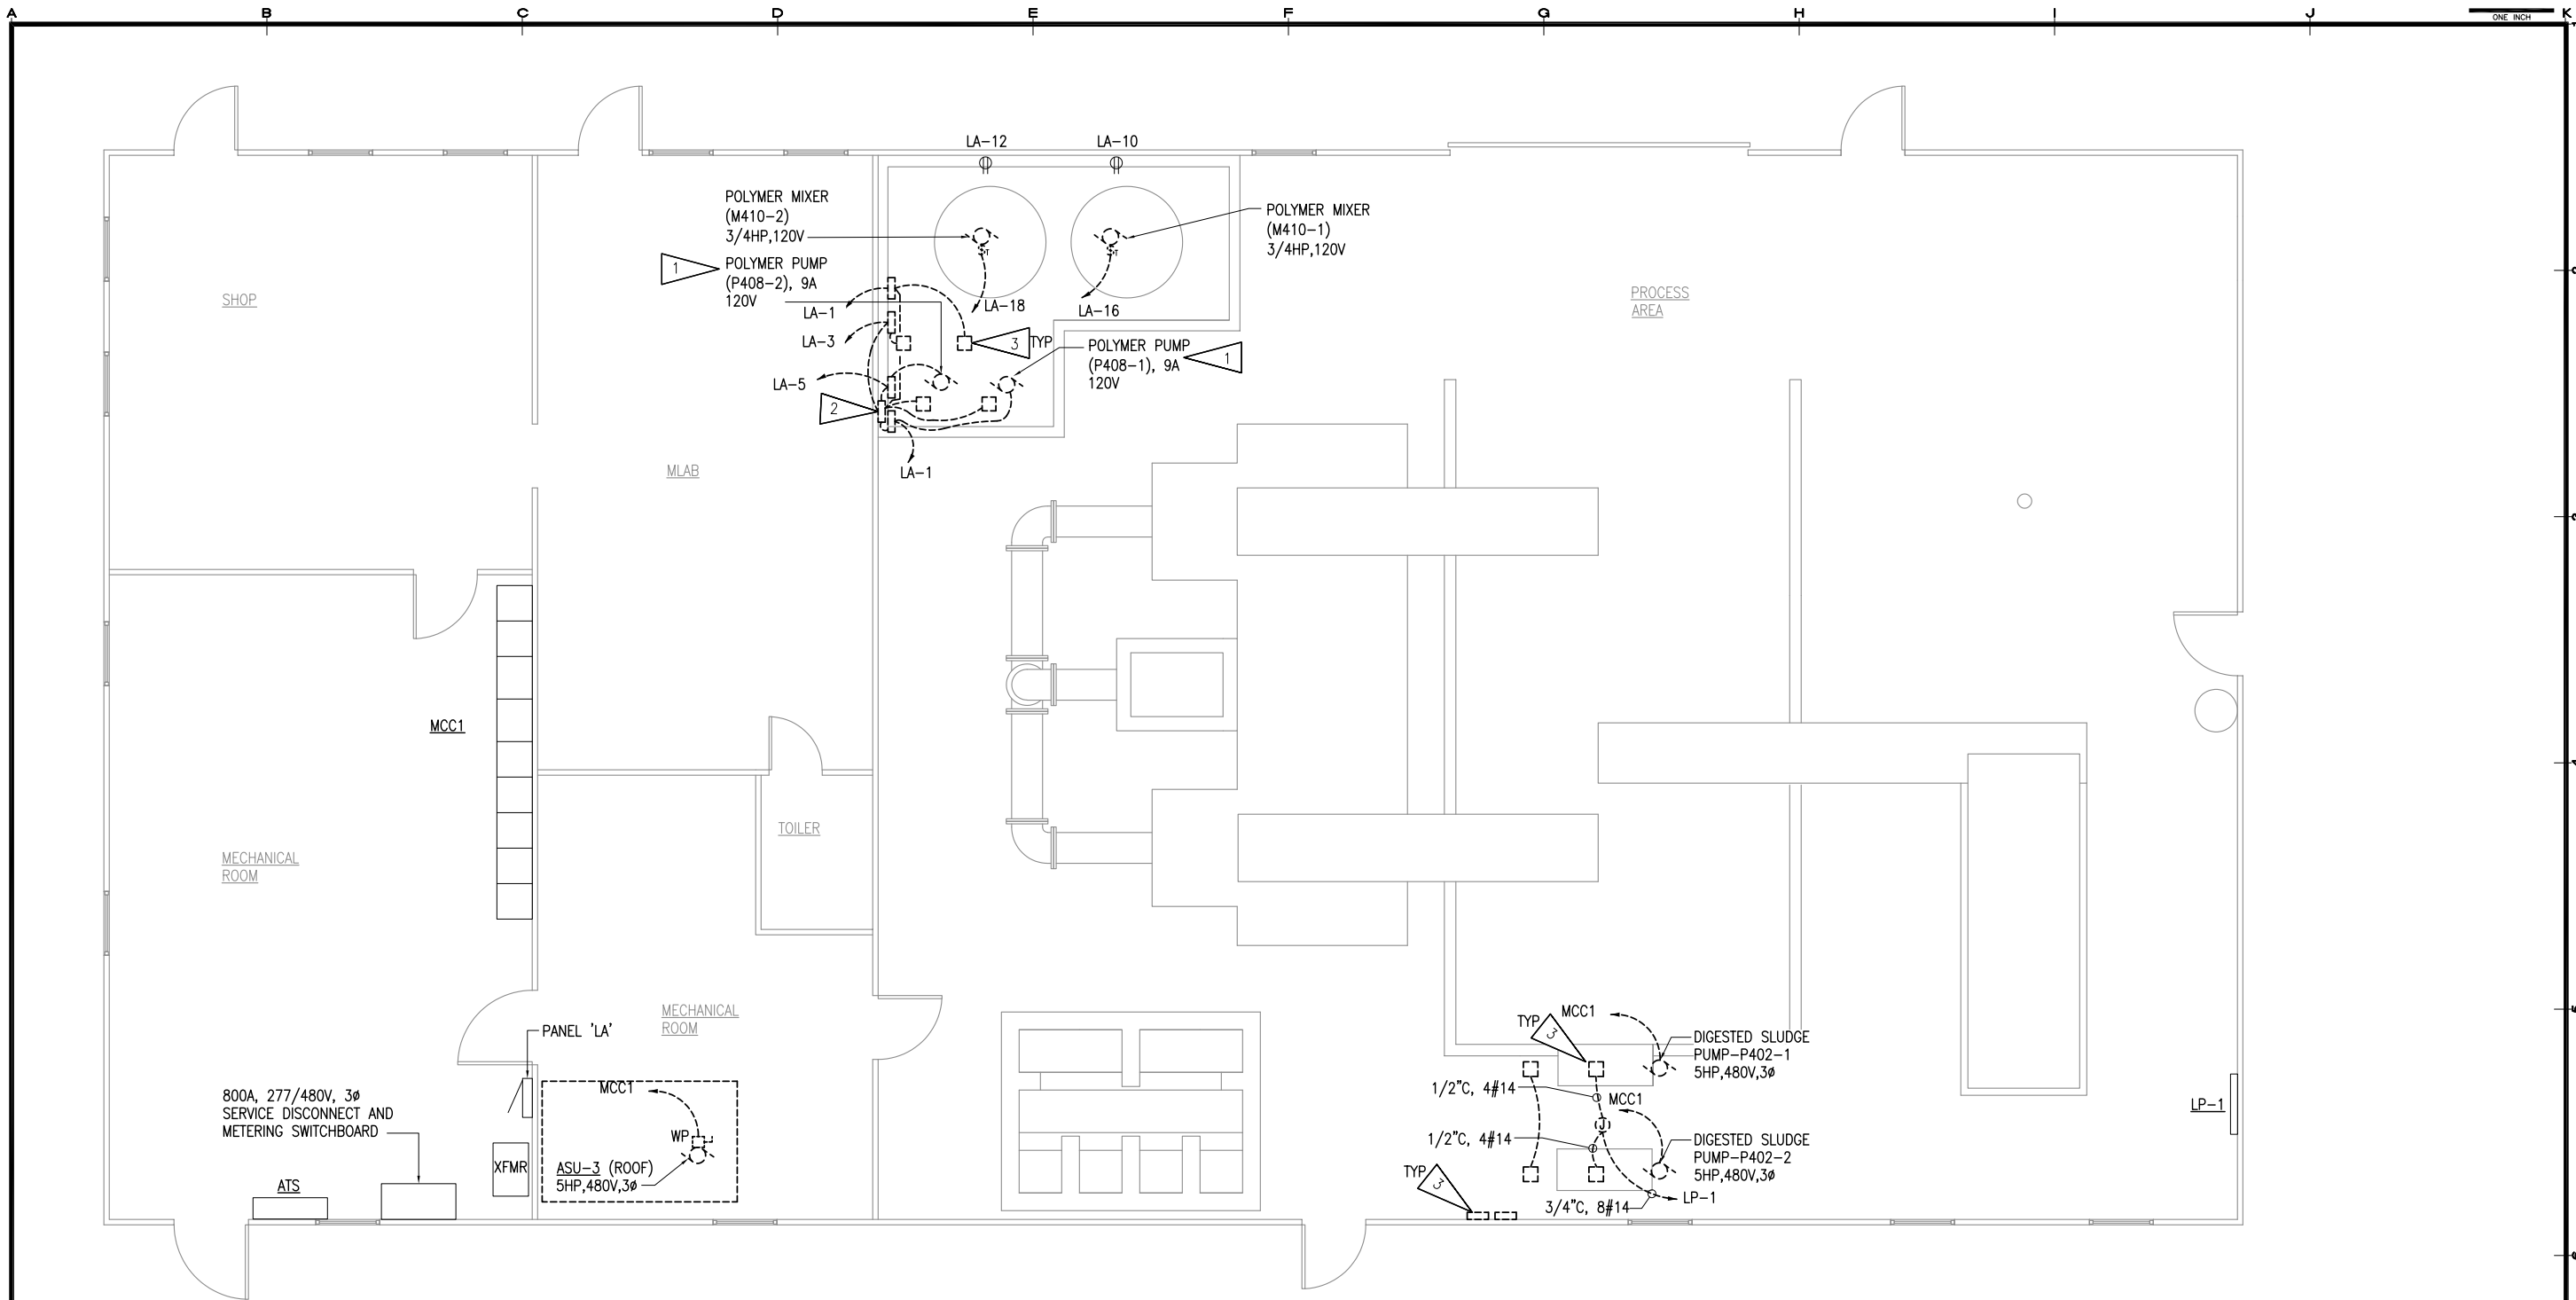 A
B
C
D
E
F
G
H
I
J
K
ONE INCH
LA-12
LA-10
POLYMER MIXER
(M410-2)
3/4HP,120V
POLYMER MIXER
(M410-1)
3/4HP,120V
1
POLYMER PUMP
(P408-2), 9A
120V
SHOP
PROCESS
AREA
LA-1
LA-18
LA-16
LA-3
3
TYP
POLYMER PUMP
(P408-1), 9A
120V
1
LA-5
2
LA-1
MLAB
MCC1
TOILER
MECHANICAL
ROOM
MECHANICAL
ROOM
PANEL 'LA'
TYP
3
MCC1
DIGESTED SLUDGE
PUMP-P402-1
5HP,480V,3ø
1/2"C, 4#14
MCC1
LP-1
800A, 277/480V, 3ø
SERVICE DISCONNECT AND
METERING SWITCHBOARD
MCC1
WP
XFMR
ASU-3 (ROOF)
5HP,480V,3ø
ATS
1/2"C, 4#14
J
DIGESTED SLUDGE
PUMP-P402-2
5HP,480V,3ø
TYP
3
LP-1
3/4"C, 8#14